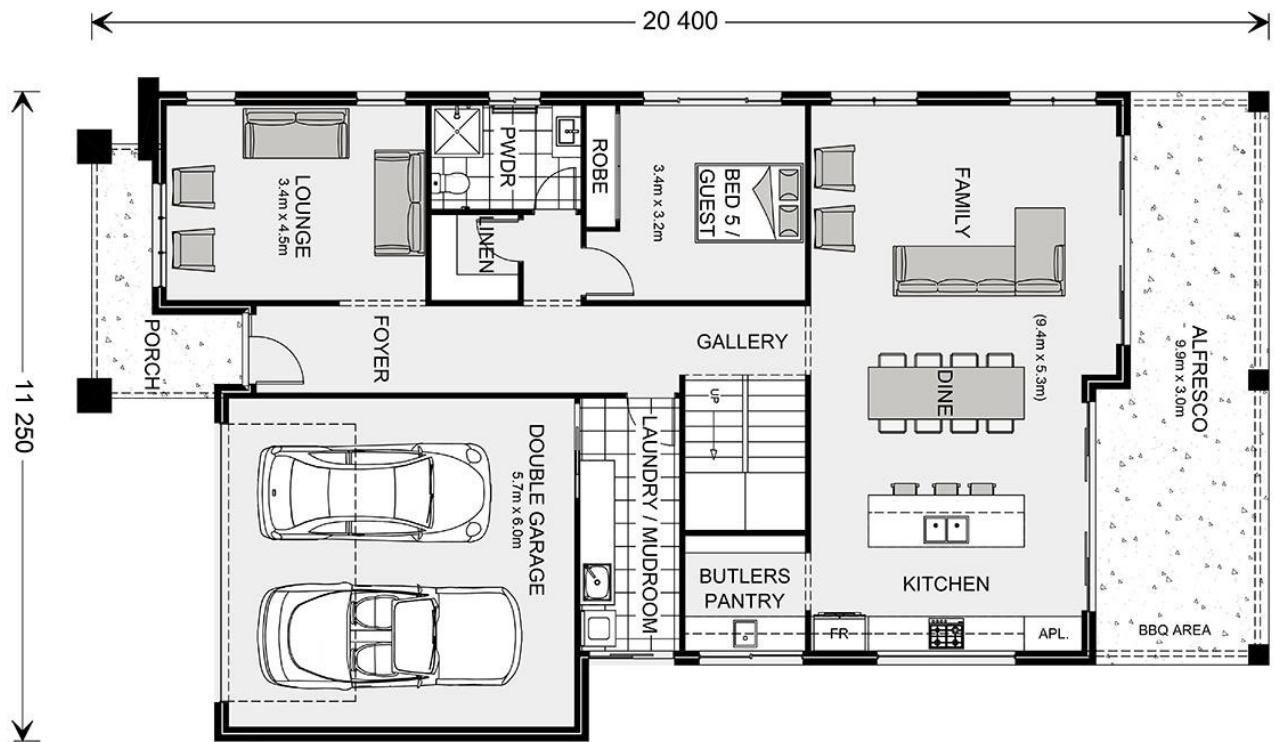 20 400
11 250
LOUNGE
3.4m x 4.5m
PWDR
ROBE
BED 5 /
GUEST
3.4m x 3.2m
FAMILY
LINEN
PORCH
FOYER
GALLERY
(9.4m x 5.3m)
ALFRESCO
9.9m x 3.0m
UP
DINE
DOUBLE GARAGE
5.7m x 6.0m
LAUNDRY / MUDROOM
BUTLERS
PANTRY
KITCHEN
FR
APL.
BBQ AREA